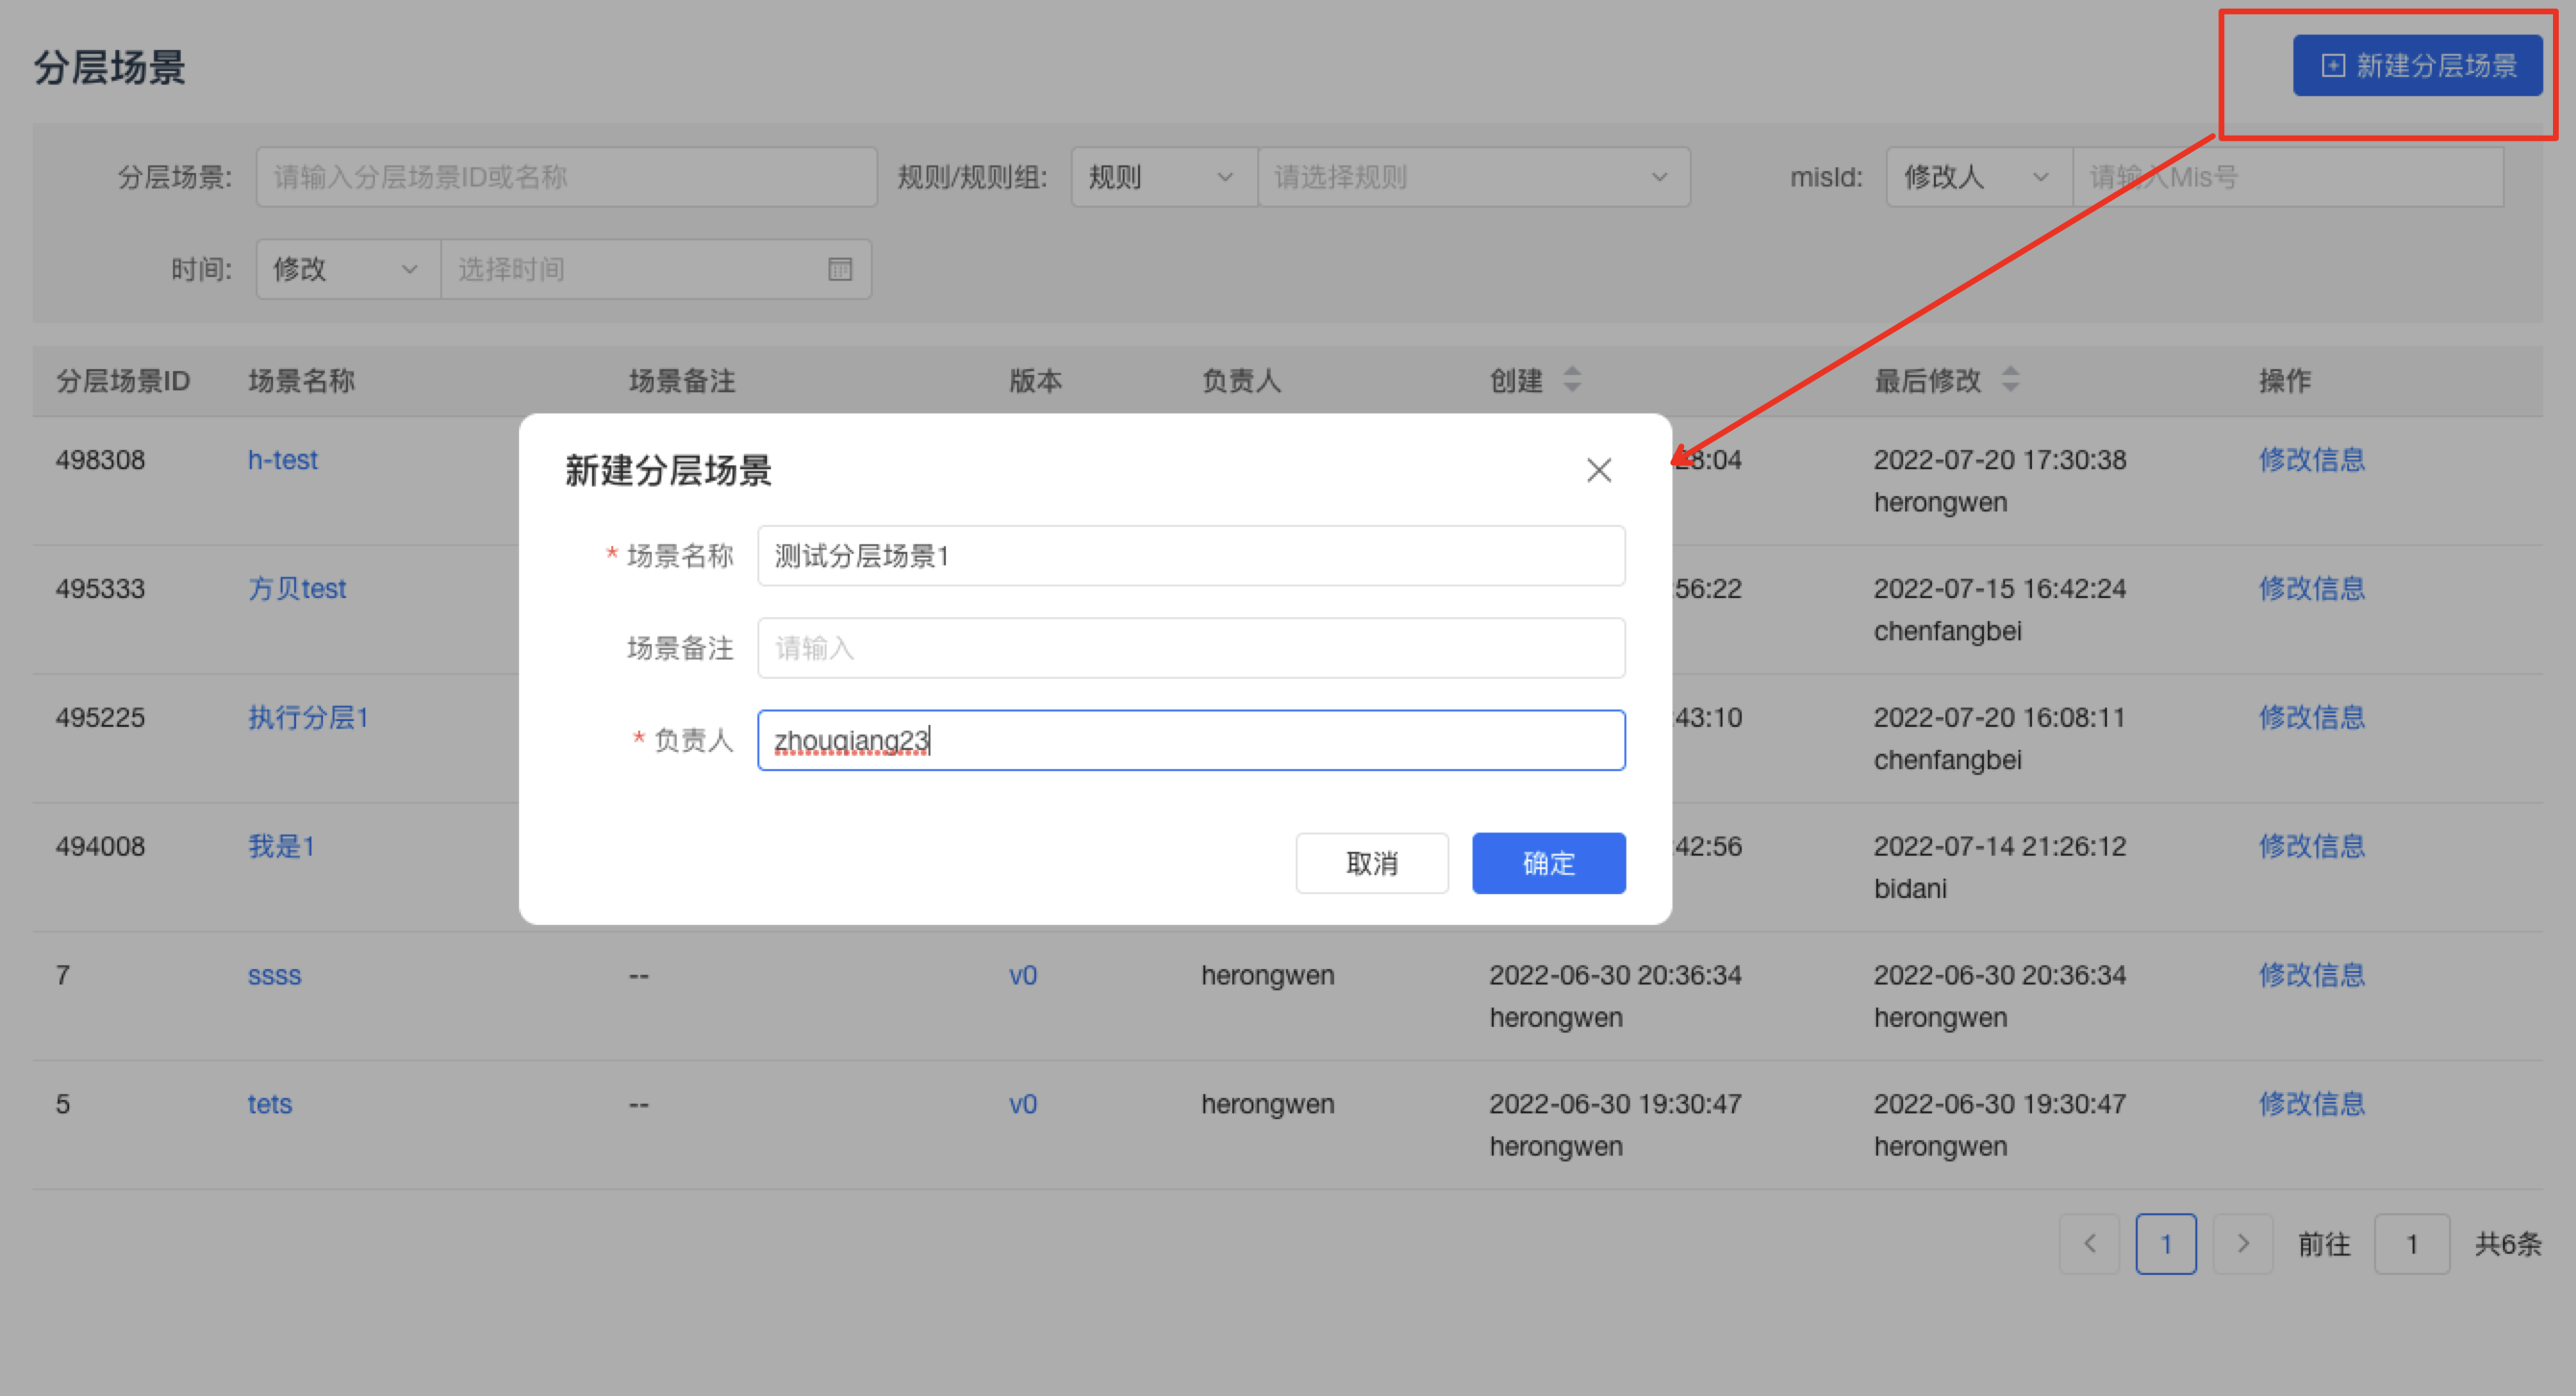 分层场景
新建分层场景
分层场景: 请输入分层场景ID或名称 规则/规则组: 规则 请选择规则 misId: 修改人 请输入Mis号
时间: 修改 选择时间
分层场景ID 场景名称 场景备注 版本 负责人 创建 最后修改 操作
498308 h-test 28:04 2022-07-20 17:30:38 修改信息
herongwen
495333 方贝test :56:22 2022-07-15 16:42:24 修改信息
chenfangbei
495225 执行分层1 :43:10 2022-07-20 16:08:11 修改信息
chenfangbei
494008 我是1 :42:56 2022-07-14 21:26:12 修改信息
bidani
7 ssss -- v0 herongwen 2022-06-30 20:36:34 2022-06-30 20:36:34 修改信息
herongwen herongwen
5 tets -- v0 herongwen 2022-06-30 19:30:47 2022-06-30 19:30:47 修改信息
herongwen herongwen
1 前往 1 共6条
新建分层场景
* 场景名称 测试分层场景1
场景备注 请输入
* 负责人 zhouqiang23
取消 确定